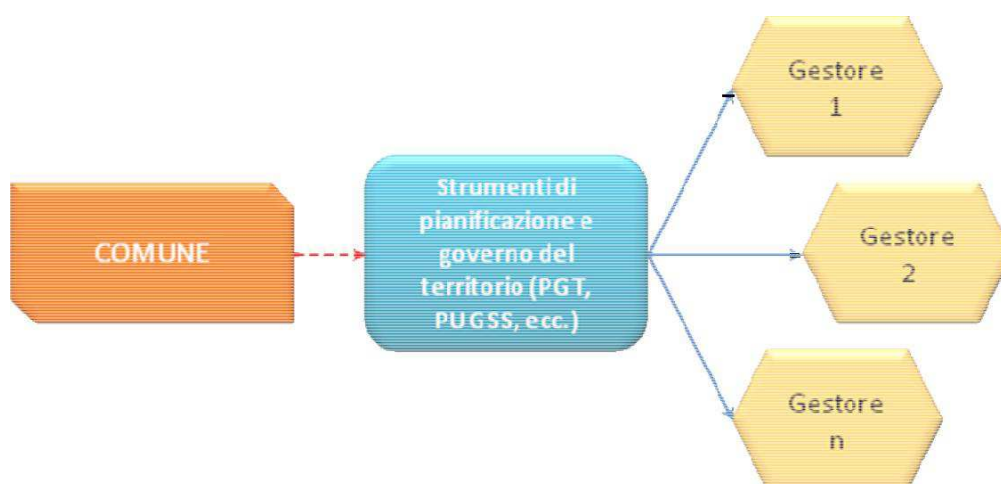 COMUNE
Strumenti di
pianificazione e
governo del
territorio (PGT,
PUGSS, ecc.)
Gestore
1
Gestore
2
Gestore
n